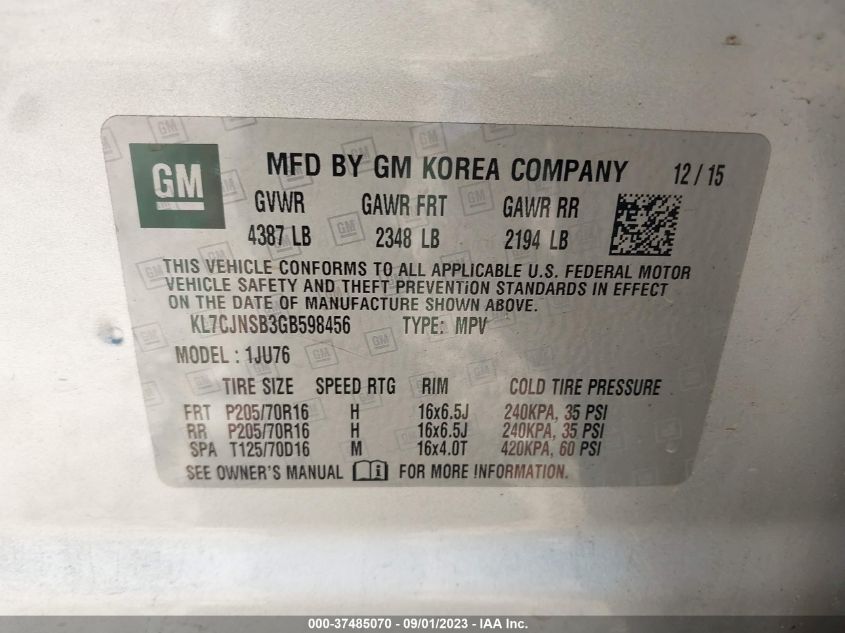 GM MFD BY GM KOREA COMPANY 12/15
GVWR GAWR FRT GAWR RR
4387 LB 2348 LB 2194 LB
THIS VEHICLE CONFORMS TO ALL APPLICABLE U.S. FEDERAL MOTOR
VEHICLE SAFETY AND THEFT PREVENTION STANDARDS IN EFFECT
ON THE DATE OF MANUFACTURE SHOWN ABOVE.
KL7CJNSB3GB598456 TYPE: MPV
MODEL: 1JU76
TIRE SIZE SPEED RTG RIM COLD TIRE PRESSURE
FRT P205/70R16 H 16x6.5J 240KPA, 35 PSI
RR P205/70R16 H 16x6.5J 240KPA, 35 PSI
SPA T125/70D16 M 16x4.0T 420KPA, 60 PSI
SEE OWNER'S MANUAL FOR MORE INFORMATION.
000-37485070 - 09/01/2023 - IAA Inc.